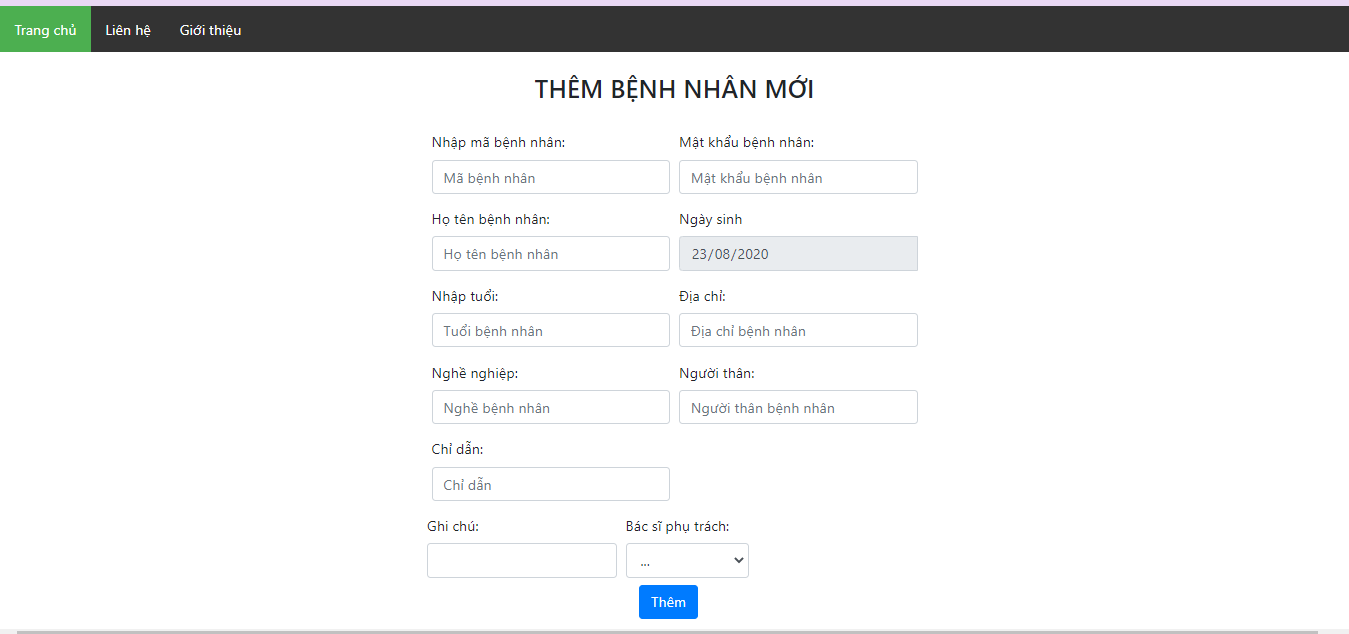 Trang chủ Liên hệ Giới thiệu
THÊM BỆNH NHÂN MỚI
Nhập mã bệnh nhân: Mật khẩu bệnh nhân:
Mã bệnh nhân Mật khẩu bệnh nhân
Họ tên bệnh nhân: Ngày sinh
Họ tên bệnh nhân 23/08/2020
Nhập tuổi: Địa chỉ:
Tuổi bệnh nhân Địa chỉ bệnh nhân
Nghề nghiệp: Người thân:
Nghề bệnh nhân Người thân bệnh nhân
Chỉ dẫn:
Chỉ dẫn
Ghi chú: Bác sĩ phụ trách:
...
Thêm